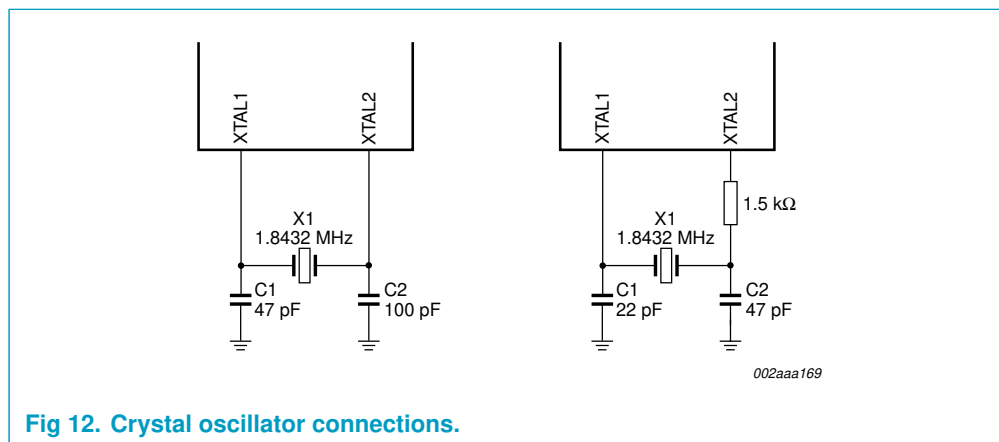 XTAL1
XTAL2
X1
1.8432 MHz
C1
47 pF
C2
100 pF
XTAL1
XTAL2
1.5 kΩ
X1
1.8432 MHz
C1
22 pF
C2
47 pF
002aaa169
Fig 12. Crystal oscillator connections.